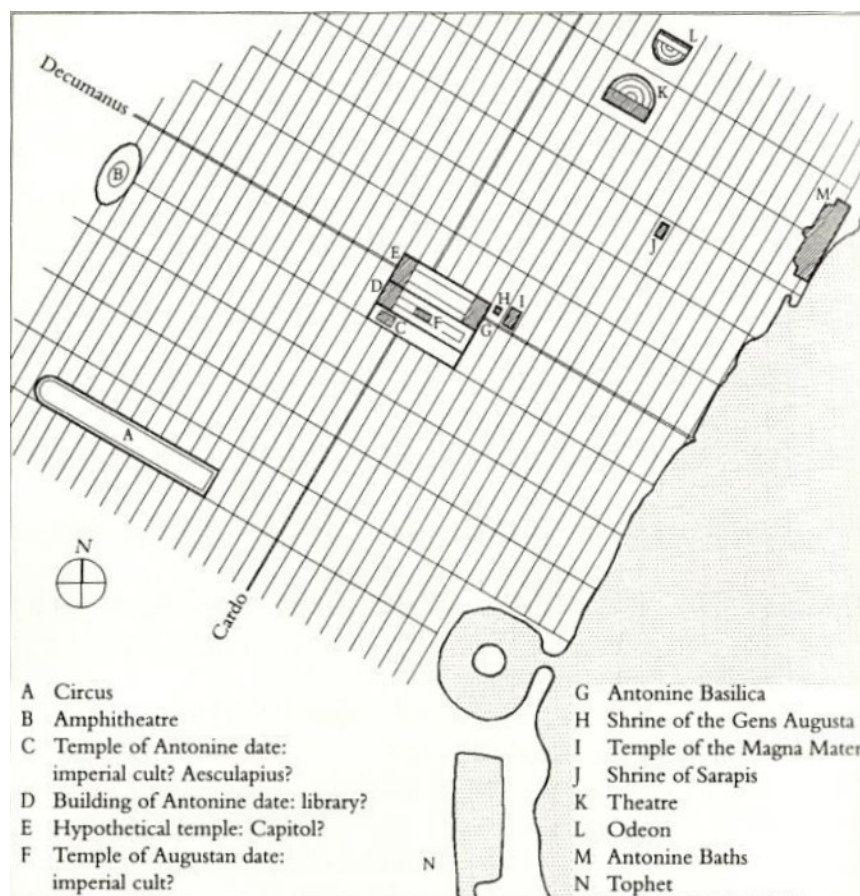 L
K
Decumanus
B
M
J
E
D
H I
F
C
G
A
N
Cardo
A Circus
B Amphitheatre
C Temple of Antonine date:
imperial cult? Aesculapius?
D Building of Antonine date: library?
E Hypothetical temple: Capitol?
F Temple of Augustan date:
imperial cult?
N
G Antonine Basilica
H Shrine of the Gens Augusta
I Temple of the Magna Mater
J Shrine of Sarapis
K Theatre
L Odeon
M Antonine Baths
N Tophet